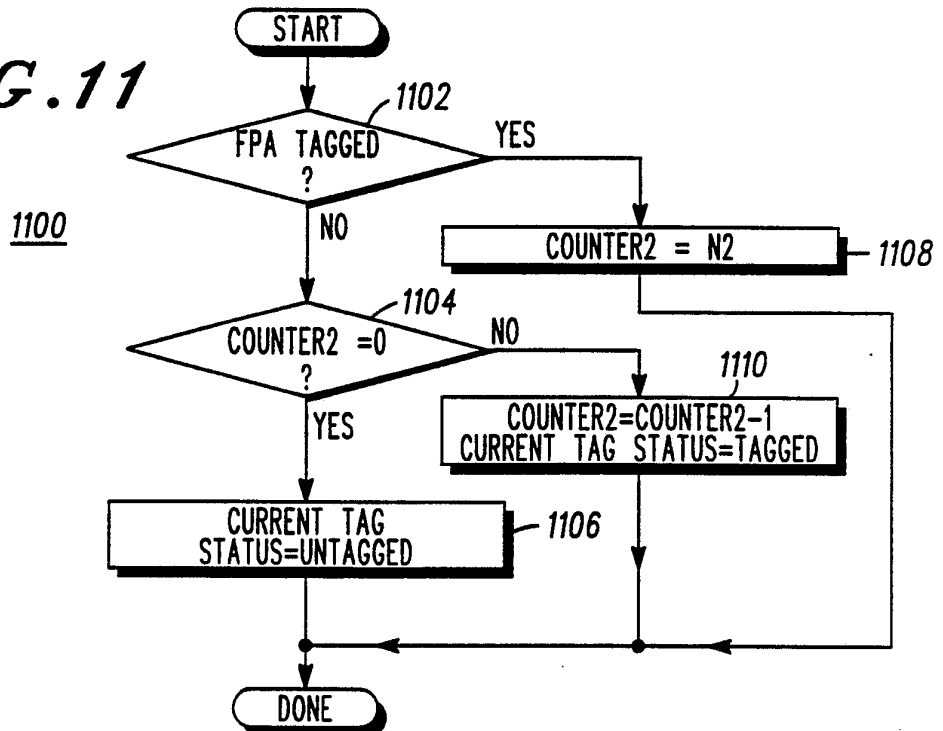 START
G.11
1102
FPA TAGGED
?
YES
NO
1100
COUNTER2 = N2
1108
1104
COUNTER2 =0
?
NO
YES
1110
COUNTER2=COUNTER2-1
CURRENT TAG STATUS=TAGGED
CURRENT TAG
STATUS=UNTAGGED
1106
DONE